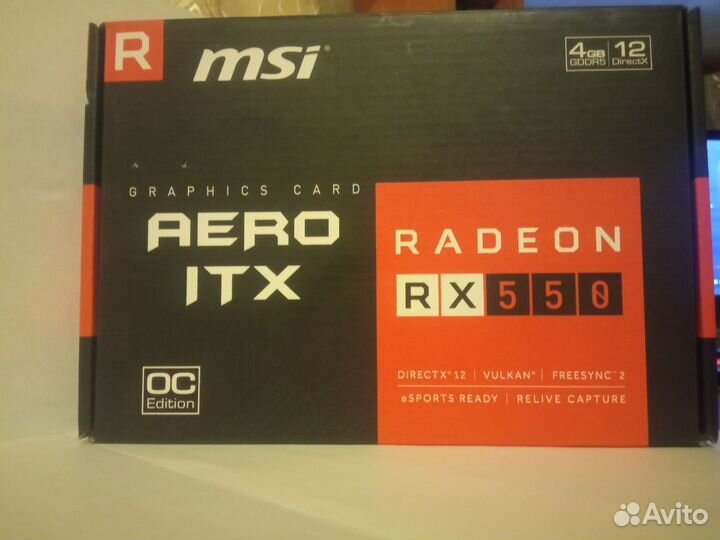 R
msi
4GB GDDR5
12 DirectX
GRAPHICS CARD
AERO
ITX
RADEON
RX 550
OC
Edition
DIRECTX® 12 | VULKAN® | FREESYNC™ 2
eSPORTS READY | RELIVE CAPTURE
Avito